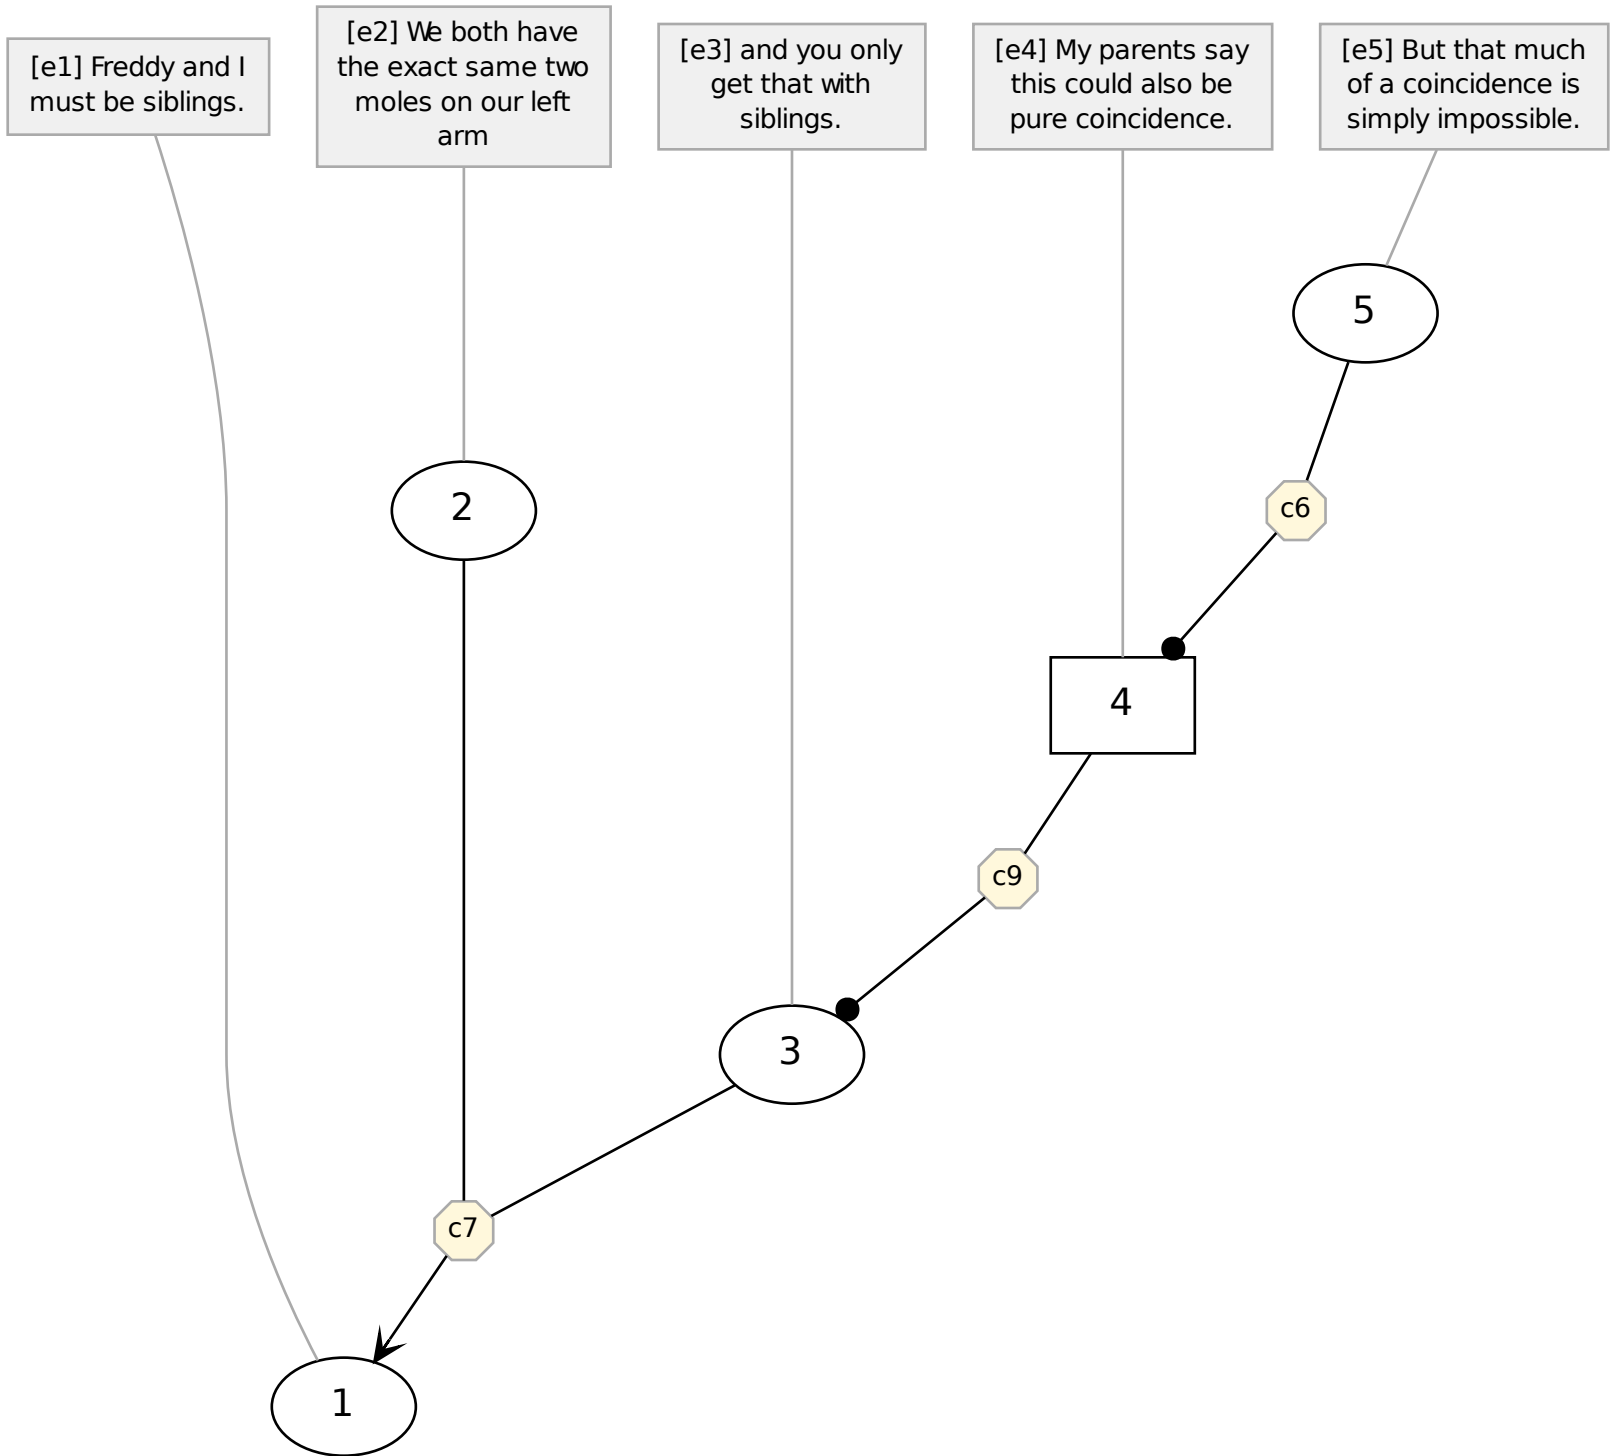 [e1] Freddy and I
must be siblings.
[e2] We both have
the exact same two
moles on our left
arm
[e3] and you only
get that with
siblings.
[e4] My parents say
this could also be
pure coincidence.
[e5] But that much
of a coincidence is
simply impossible.
5
2
c6
4
c9
3
c7
1